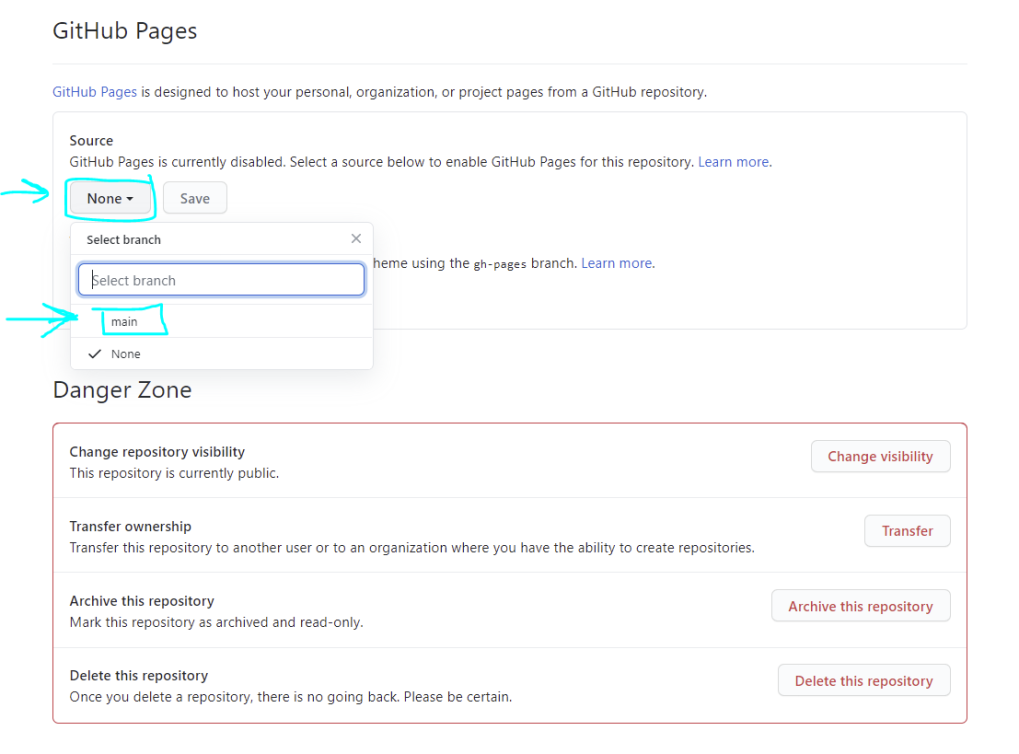 GitHub Pages
GitHub Pages is designed to host your personal, organization, or project pages from a GitHub repository.
Source
GitHub Pages is currently disabled. Select a source below to enable GitHub Pages for this repository. Learn more.
None Save
Select branch
heme using the gh-pages branch. Learn more.
Select branch
main
None
Danger Zone
Change repository visibility
This repository is currently public.
Change visibility
Transfer ownership
Transfer this repository to another user or to an organization where you have the ability to create repositories.
Transfer
Archive this repository
Mark this repository as archived and read-only.
Archive this repository
Delete this repository
Once you delete a repository, there is no going back. Please be certain.
Delete this repository